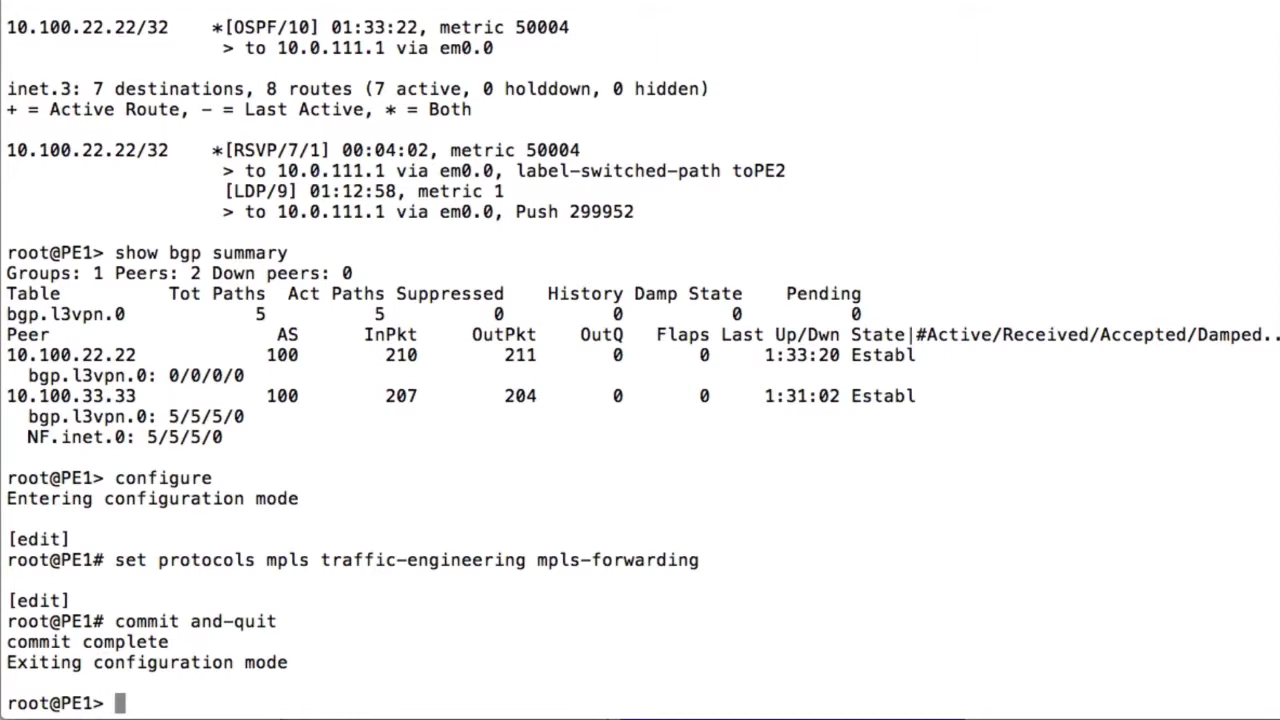 10.100.22.22/32    *[OSPF/10] 01:33:22, metric 50004
                    > to 10.0.111.1 via em0.0
inet.3: 7 destinations, 8 routes (7 active, 0 holddown, 0 hidden)
+ = Active Route, - = Last Active, * = Both
10.100.22.22/32    *[RSVP/7/1] 00:04:02, metric 50004
                    > to 10.0.111.1 via em0.0, label-switched-path toPE2
                    [LDP/9] 01:12:58, metric 1
                    > to 10.0.111.1 via em0.0, Push 299952
root@PE1> show bgp summary
Groups: 1 Peers: 2 Down peers: 0
Table          Tot Paths  Act Paths Suppressed    History Damp State    Pending
bgp.l3vpn.0            5          5          0          0          0          0
Peer                     AS      InPkt     OutPkt    OutQ   Flaps Last Up/Dwn State|#Active/Received/Accepted/Damped...
10.100.22.22            100        210        211       0       0     1:33:20 Establ
  bgp.l3vpn.0: 0/0/0/0
10.100.33.33            100        207        204       0       0     1:31:02 Establ
  bgp.l3vpn.0: 5/5/5/0
  NF.inet.0: 5/5/5/0
root@PE1> configure
Entering configuration mode
[edit]
root@PE1# set protocols mpls traffic-engineering mpls-forwarding
[edit]
root@PE1# commit and-quit
commit complete
Exiting configuration mode
root@PE1>